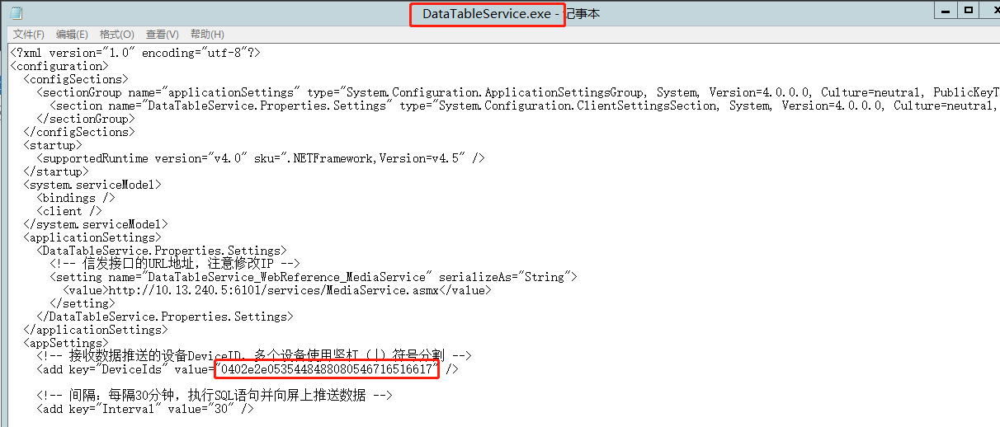 DataTableService.exe - 记事本
文件(F) 编辑(E) 格式(O) 查看(V) 帮助(H)
<?xml version="1.0" encoding="utf-8"?>
<configuration>
<configSections>
<sectionGroup name="applicationSettings" type="System.Configuration.ApplicationSettingsGroup, System, Version=4.0.0.0, Culture=neutral, PublicKeyT
<section name="DataTableService.Properties.Settings" type="System.Configuration.ClientSettingsSection, System, Version=4.0.0.0, Culture=neutral,
</sectionGroup>
</configSections>
<startup>
<supportedRuntime version="v4.0" sku=".NETFramework,Version=v4.5" />
</startup>
<system.serviceModel>
<bindings />
<client />
</system.serviceModel>
<applicationSettings>
<DataTableService.Properties.Settings>
<!-- 信发接口的URL地址，注意修改IP -->
<setting name="DataTableService_WebReference_MediaService" serializeAs="String">
<value>http://10.13.240.5:6101/services/MediaService.asmx</value>
</setting>
</DataTableService.Properties.Settings>
</applicationSettings>
<appSettings>
<!-- 接收数据推送的设备DeviceID，多个设备使用竖杠（|）符号分割 -->
<add key="DeviceIds" value="0402e2e0535448488080546716516617" />
<!-- 间隔：每隔30分钟，执行SQL语句并向屏上推送数据 -->
<add key="Interval" value="30" />